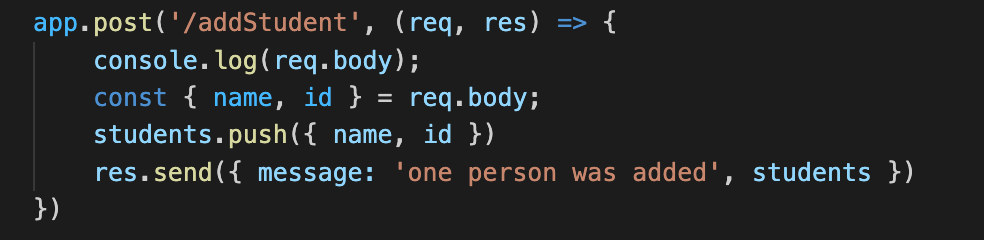 app.post('/addStudent', (req, res) => {
    console.log(req.body);
    const { name, id } = req.body;
    students.push({ name, id })
    res.send({ message: 'one person was added', students })
})